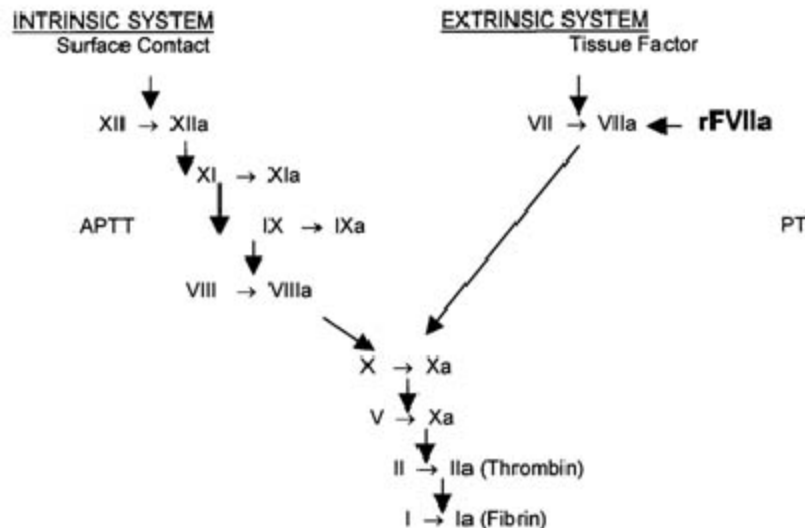 INTRINSIC SYSTEM EXTRINSIC SYSTEM
Surface Contact Tissue Factor
XII → XIIa VII → VIIa ← rFVIIa
XI → XIa
APTT IX → IXa PT
VIII → VIIIa
X → Xa
V → Xa
II → IIa (Thrombin)
I → Ia (Fibrin)